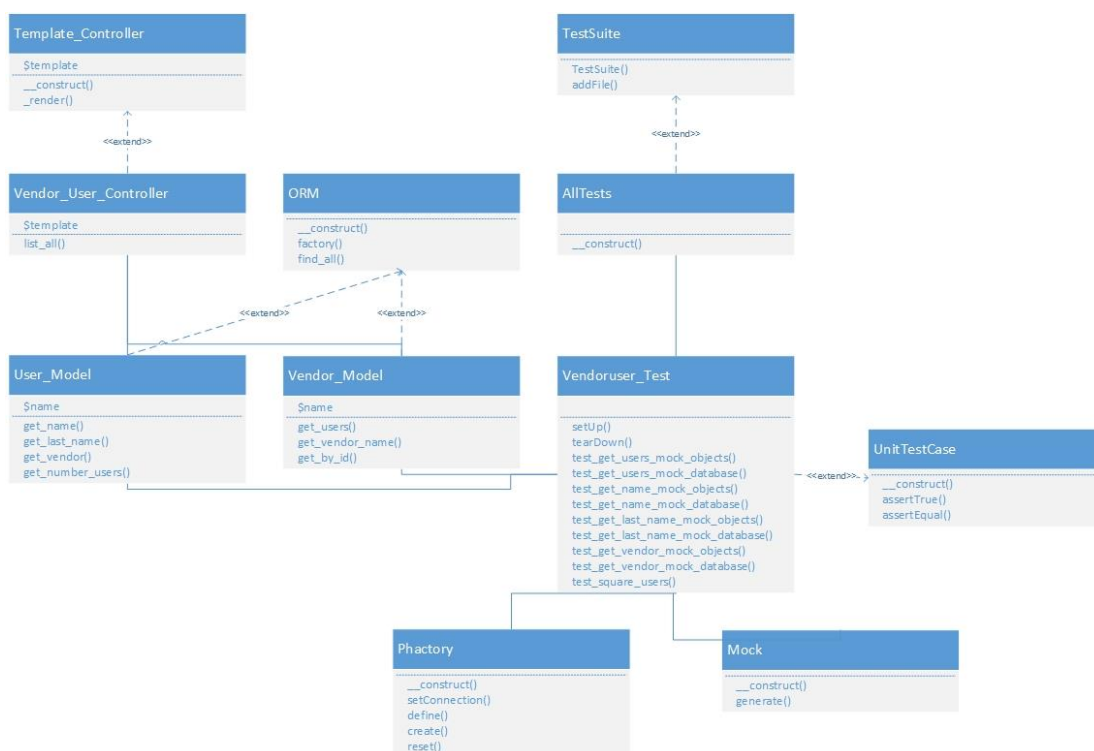 Template_Controller
$template
__construct()
_render()
<<extend>>
TestSuite
TestSuite()
addFile()
<<extend>>
Vendor_User_Controller
$template
list_all()
ORM
__construct()
factory()
find_all()
AllTests
__construct()
<<extend>>
<<extend>>
User_Model
$name
get_name()
get_last_name()
get_vendor()
get_number_users()
Vendor_Model
$name
get_users()
get_vendor_name()
get_by_id()
Vendoruser_Test
setUp()
tearDown()
test_get_users_mock_objects()
test_get_users_mock_database()
test_get_name_mock_objects()
test_get_name_mock_database()
test_get_last_name_mock_objects()
test_get_last_name_mock_database()
test_get_vendor_mock_objects()
test_get_vendor_mock_database()
test_square_users()
<<extend>>
UnitTestCase
__construct()
assertTrue()
assertEqual()
Phactory
__construct()
setConnection()
define()
create()
reset()
Mock
__construct()
generate()